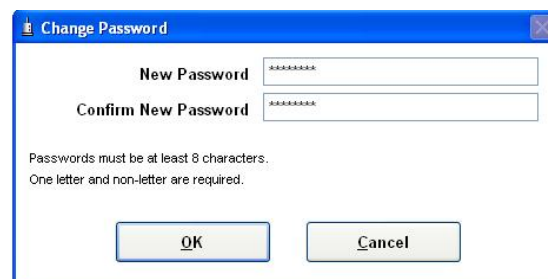 Change Password
New Password ********
Confirm New Password ********
Passwords must be at least 8 characters.
One letter and non-letter are required.
OK Cancel